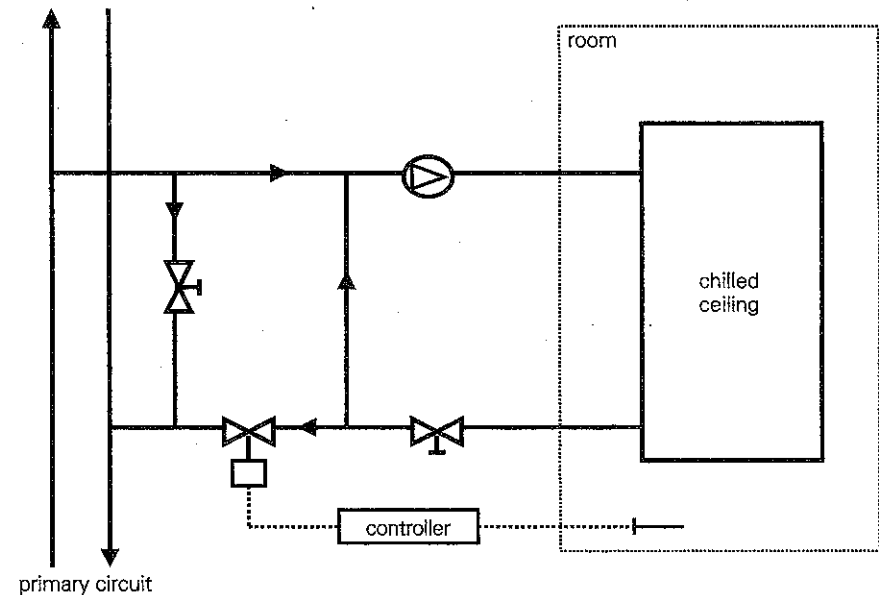 room
chilled
ceiling
controller
primary circuit